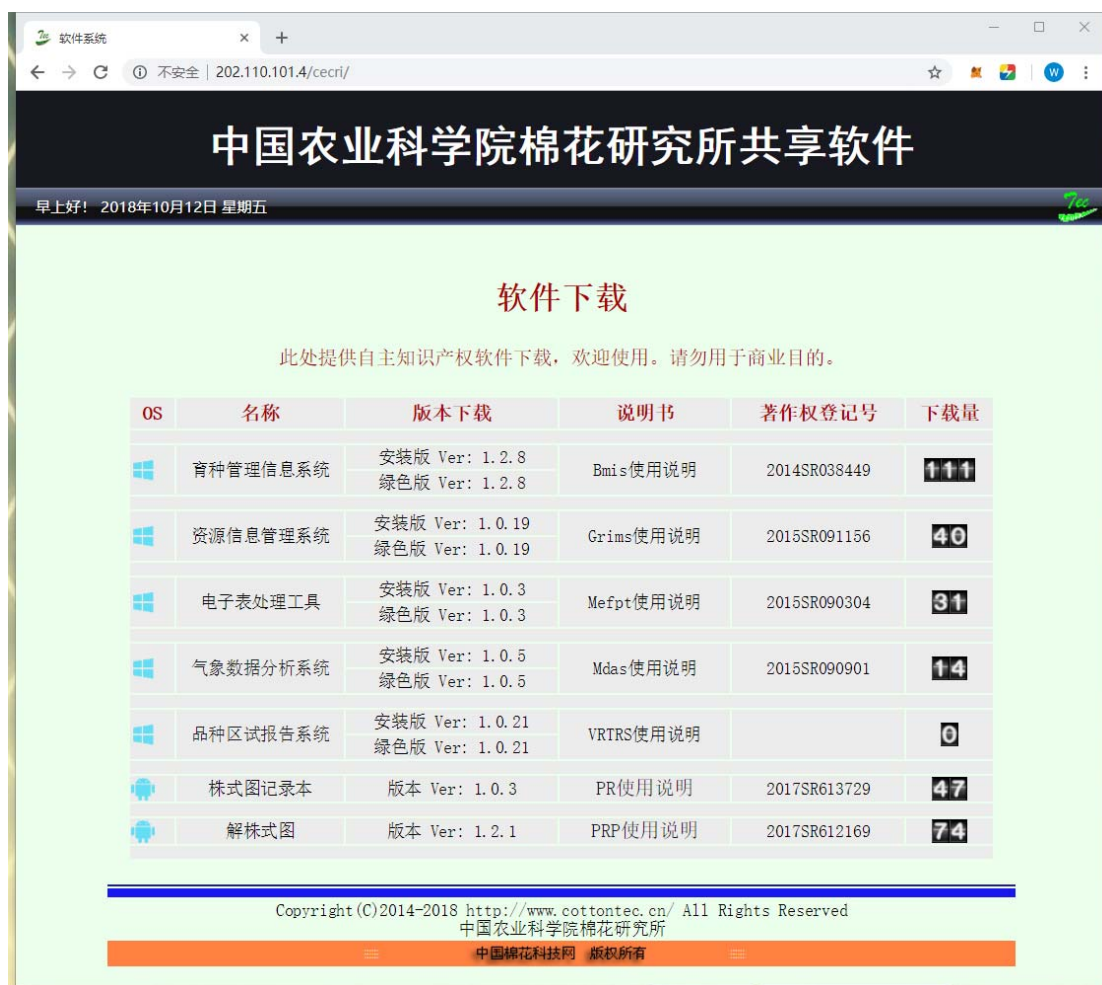 软件系统
不安全 | 202.110.101.4/cecri/
W
中国农业科学院棉花研究所共享软件
早上好! 2018年10月12日 星期五
Tec
软件下载
此处提供自主知识产权软件下载，欢迎使用。请勿用于商业目的。
OS 名称 版本下载 说明书 著作权登记号 下载量
育种管理信息系统 安装版 Ver: 1.2.8 Bmis使用说明 2014SR038449 111
绿色版 Ver: 1.2.8
资源信息管理系统 安装版 Ver: 1.0.19 Grims使用说明 2015SR091156 40
绿色版 Ver: 1.0.19
电子表处理工具 安装版 Ver: 1.0.3 Mefpt使用说明 2015SR090304 31
绿色版 Ver: 1.0.3
气象数据分析系统 安装版 Ver: 1.0.5 Mdas使用说明 2015SR090901 14
绿色版 Ver: 1.0.5
品种区试报告系统 安装版 Ver: 1.0.21 VRTRS使用说明 0
绿色版 Ver: 1.0.21
株式图记录本 版本 Ver: 1.0.3 PR使用说明 2017SR613729 47
解株式图 版本 Ver: 1.2.1 PRP使用说明 2017SR612169 74
Copyright(C)2014-2018 http://www.cottontec.cn/ All Rights Reserved
中国农业科学院棉花研究所
中国棉花科技网 版权所有